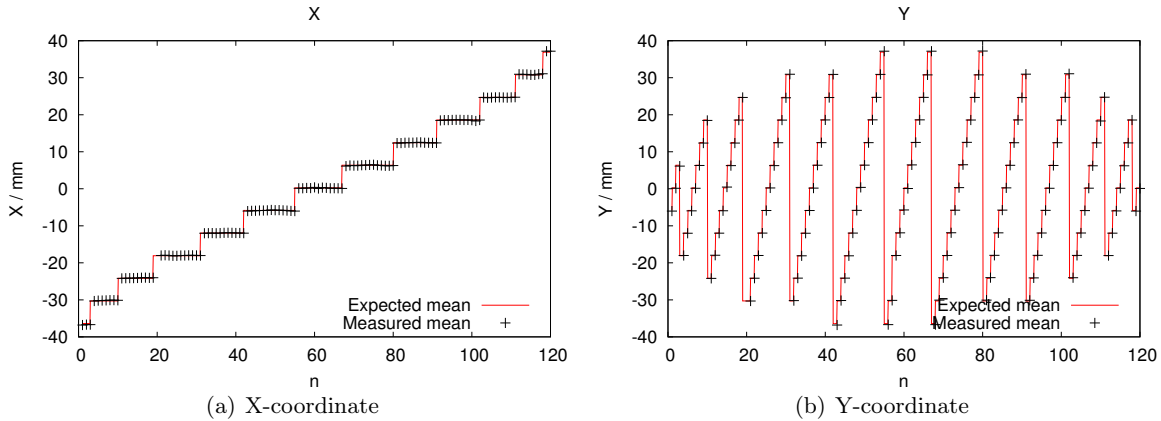 X
X / mm
40
30
20
10
0
-10
-20
-30
-40
0 20 40 60 80 100 120
n
Expected mean
Measured mean
(a) X-coordinate
Y
Y / mm
40
30
20
10
0
-10
-20
-30
-40
0 20 40 60 80 100 120
n
Expected mean
Measured mean
(b) Y-coordinate